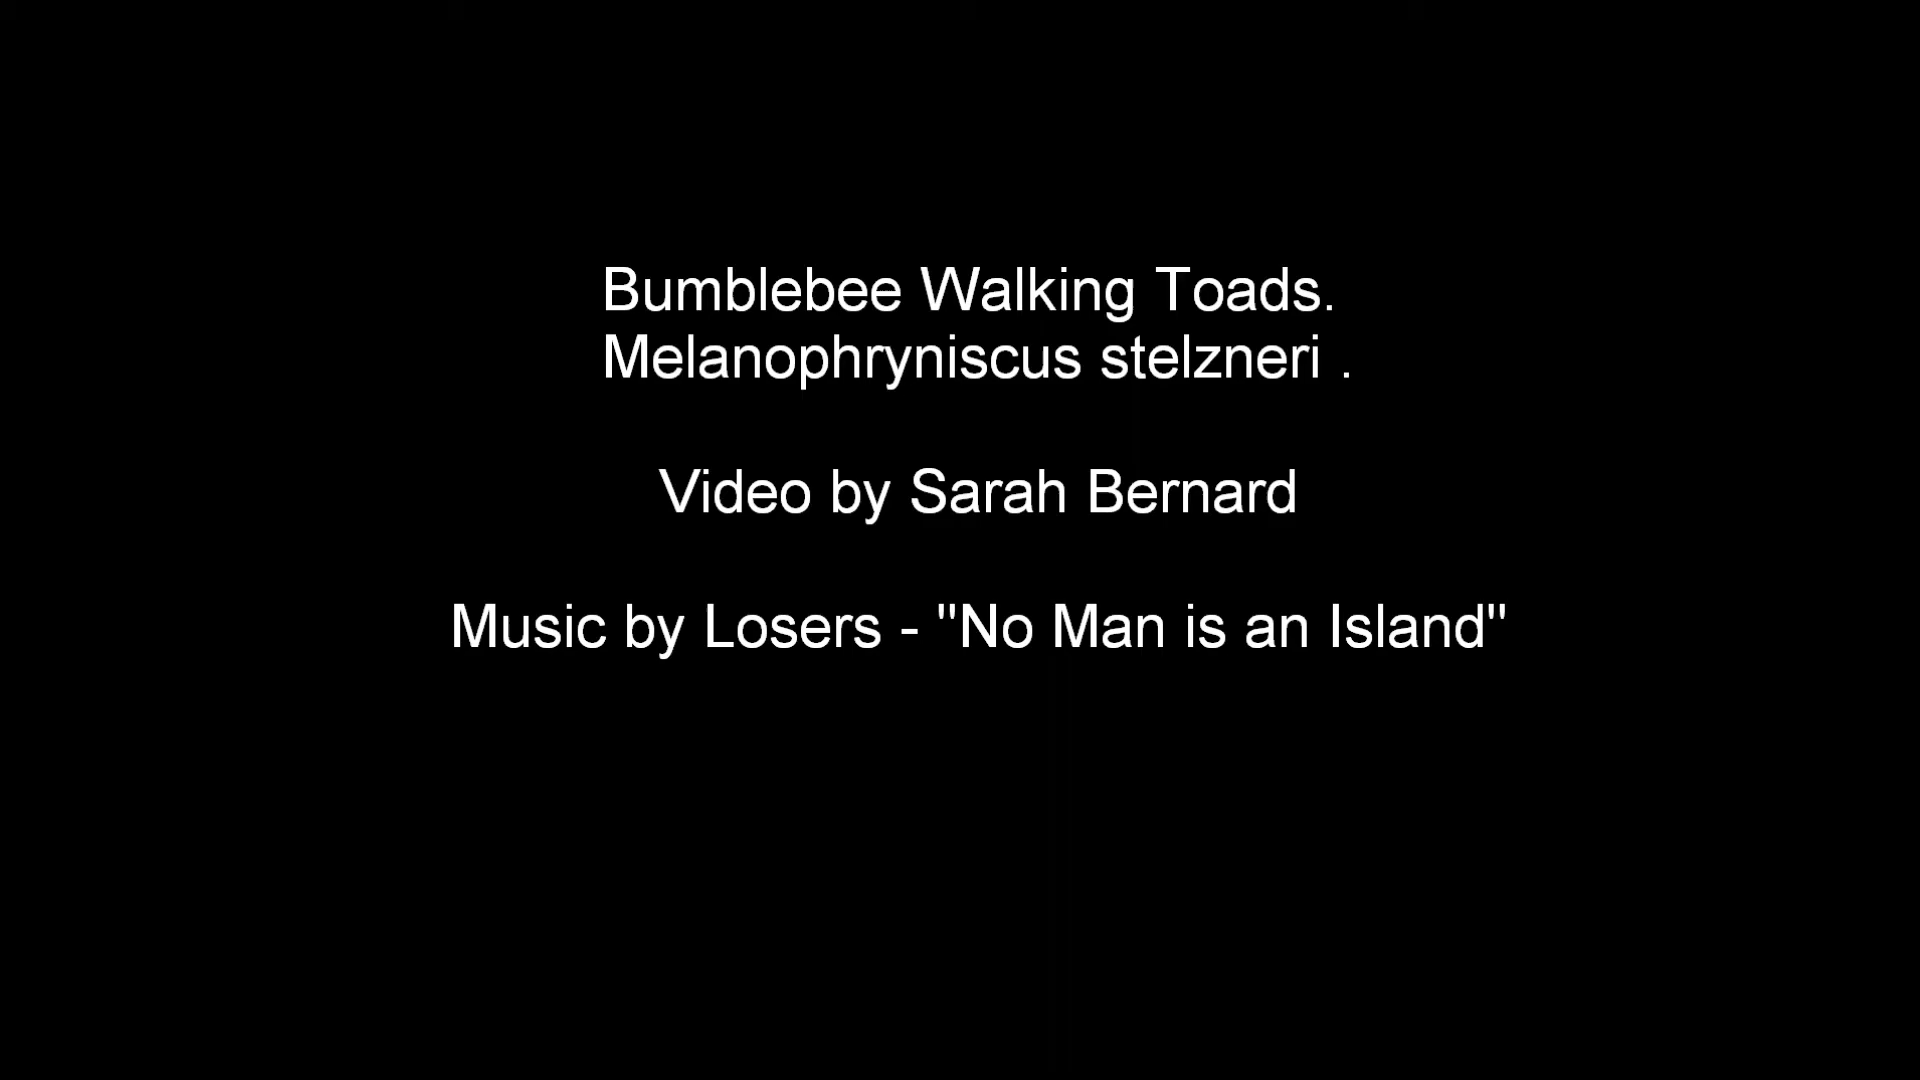 Bumblebee Walking Toads.
Melanophryniscus stelzneri .
Video by Sarah Bernard
Music by Losers - "No Man is an Island"